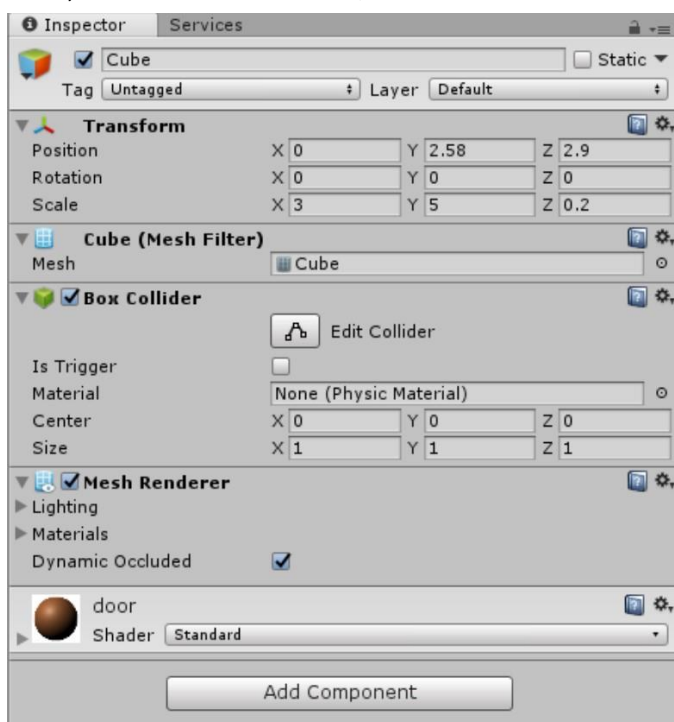 Inspector Services
Cube Static
Tag Untagged Layer Default
Transform
Position X 0 Y 2.58 Z 2.9
Rotation X 0 Y 0 Z 0
Scale X 3 Y 5 Z 0.2
Cube (Mesh Filter)
Mesh Cube
Box Collider
Edit Collider
Is Trigger
Material None (Physic Material)
Center X 0 Y 0 Z 0
Size X 1 Y 1 Z 1
Mesh Renderer
Lighting
Materials
Dynamic Occluded
door
Shader Standard
Add Component